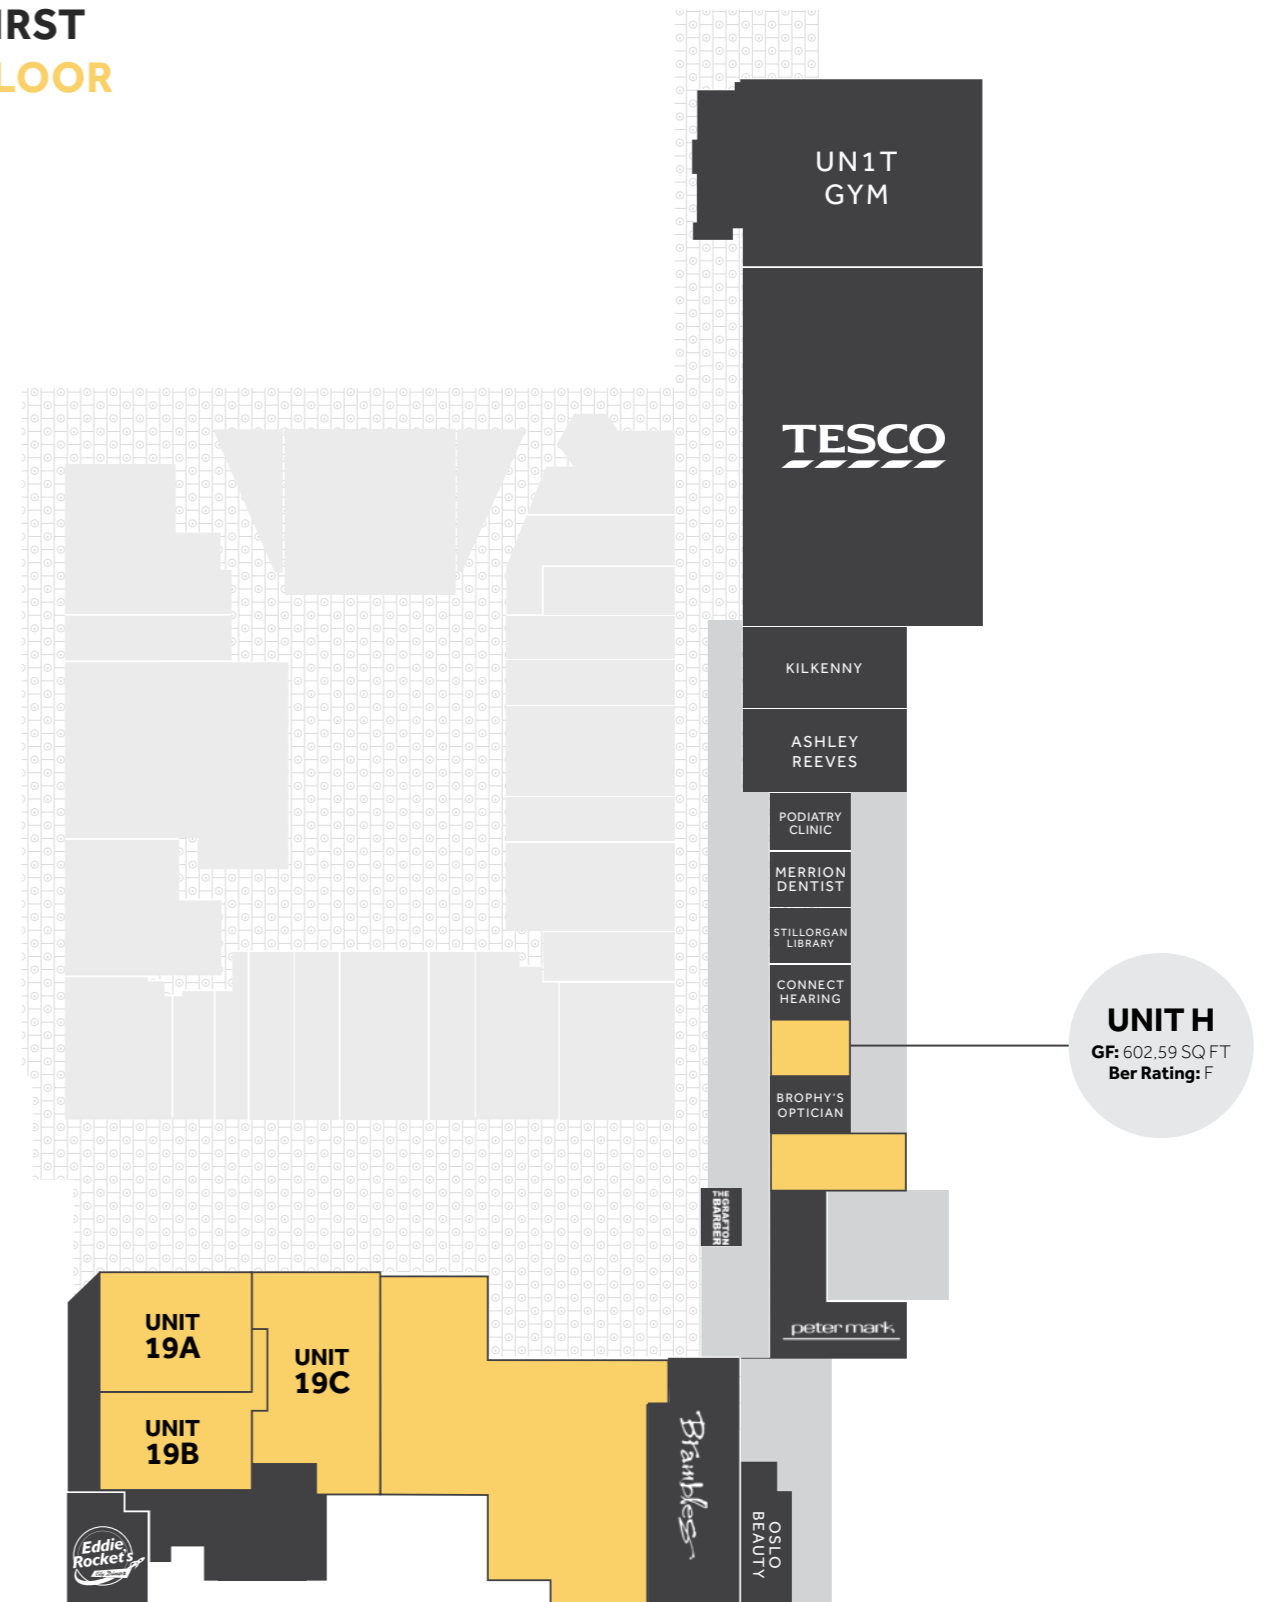 IRST
LOOR
UN1T
GYM
TESCO
KILKENNY
ASHLEY
REEVES
PODIATRY
CLINIC
MERRION
DENTIST
STILLORGAN
LIBRARY
CONNECT
HEARING
UNIT H
GF: 602,59 SQ FT
Ber Rating: F
BROPHY'S
OPTICIAN
THE
GRAFTON
BARBER
peter mark
UNIT
19A
UNIT
19B
UNIT
19C
Brambles
OSLO
BEAUTY
Eddie
Rocket's
City Diner